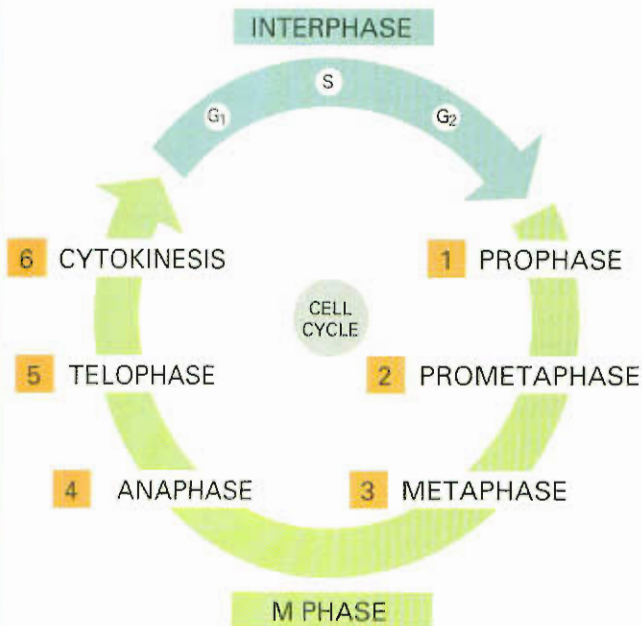 INTERPHASE
G1
S
G2
6 CYTOKINESIS
1 PROPHASE
CELL
CYCLE
5 TELOPHASE
2 PROMETAPHASE
4 ANAPHASE
3 METAPHASE
M PHASE